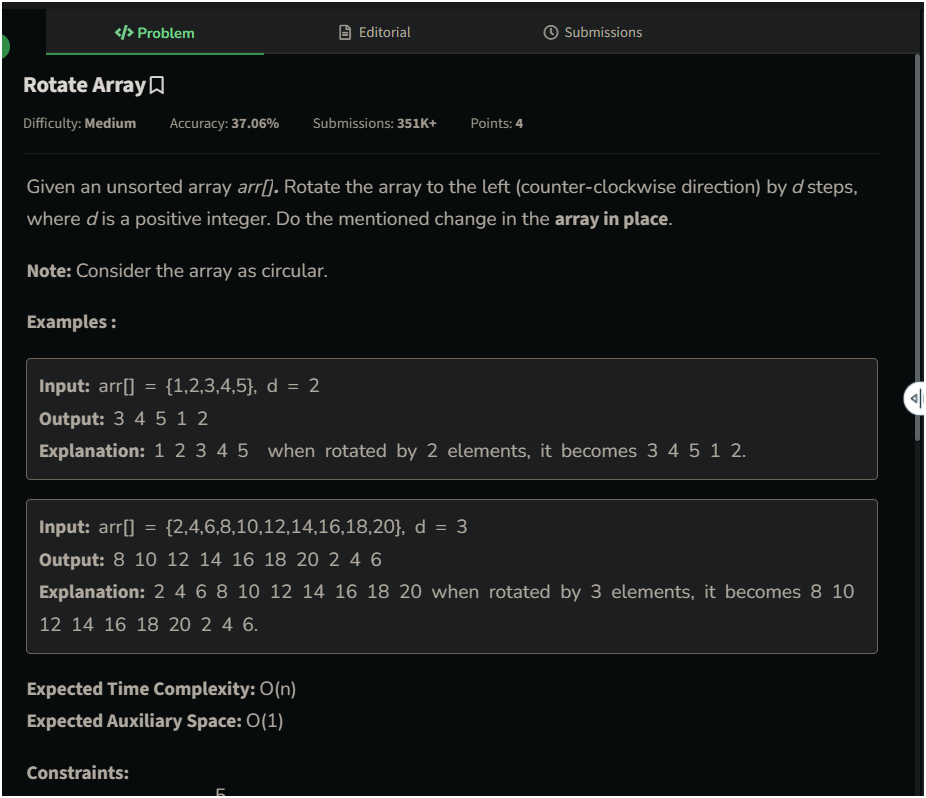 </> Problem
Editorial
Submissions
Rotate Array
Difficulty: Medium Accuracy: 37.06% Submissions: 351K+ Points: 4
Given an unsorted array arr[]. Rotate the array to the left (counter-clockwise direction) by d steps,
where d is a positive integer. Do the mentioned change in the array in place.
Note: Consider the array as circular.
Examples :
Input: arr[] = {1,2,3,4,5}, d = 2
Output: 3 4 5 1 2
Explanation: 1 2 3 4 5 when rotated by 2 elements, it becomes 3 4 5 1 2.
Input: arr[] = {2,4,6,8,10,12,14,16,18,20}, d = 3
Output: 8 10 12 14 16 18 20 2 4 6
Explanation: 2 4 6 8 10 12 14 16 18 20 when rotated by 3 elements, it becomes 8 10
12 14 16 18 20 2 4 6.
Expected Time Complexity: O(n)
Expected Auxiliary Space: O(1)
Constraints: